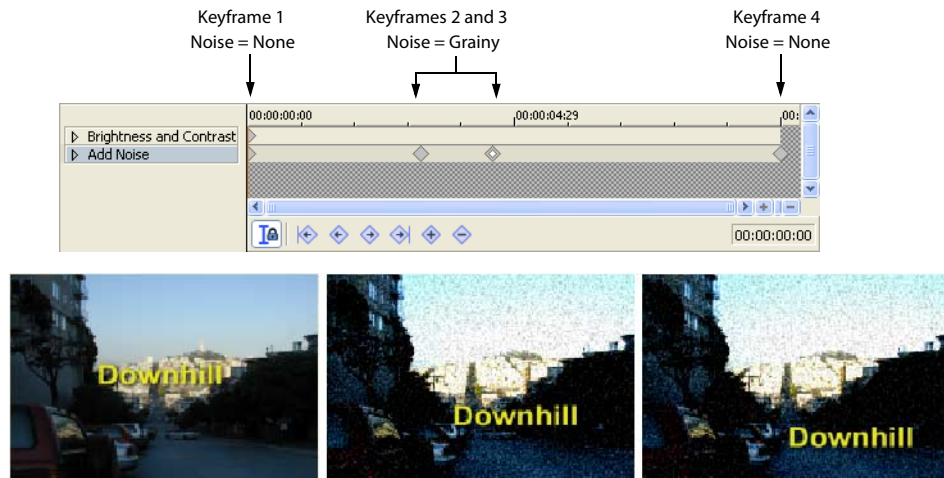 Keyframe 1
Noise = None
Keyframes 2 and 3
Noise = Grainy
Keyframe 4
Noise = None
00:00:00:00
00:00:04:29
00:
Brightness and Contrast
Add Noise
00:00:00:00
Downhill
Downhill
Downhill